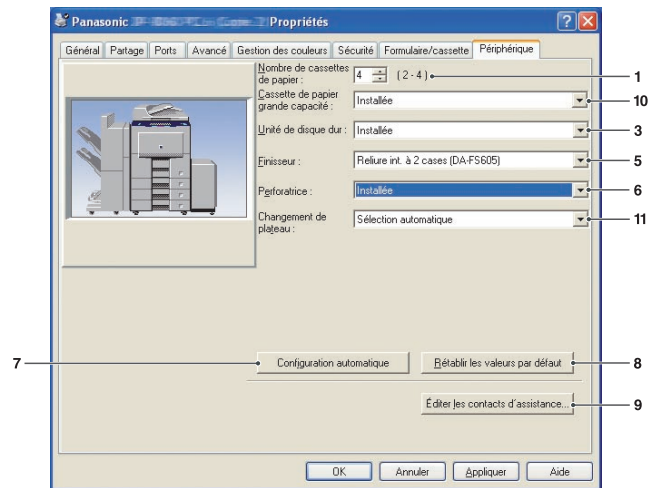 Panasonic Propriétés
Général Partage Ports Avancé Gestion des couleurs Sécurité Formulaire/cassette Périphérique
Nombre de cassettes de papier : 4 (2 - 4) 1
Cassette de papier grande capacité : Installée 10
Unité de disque dur : Installée 3
Finisseur : Reliure int. à 2 cases (DA-FS605) 5
Perforatrice : Installée 6
Changement de plateau : Sélection automatique 11
7 Configuration automatique Rétablir les valeurs par défaut 8
Éditer les contacts d'assistance... 9
OK Annuler Appliquer Aide